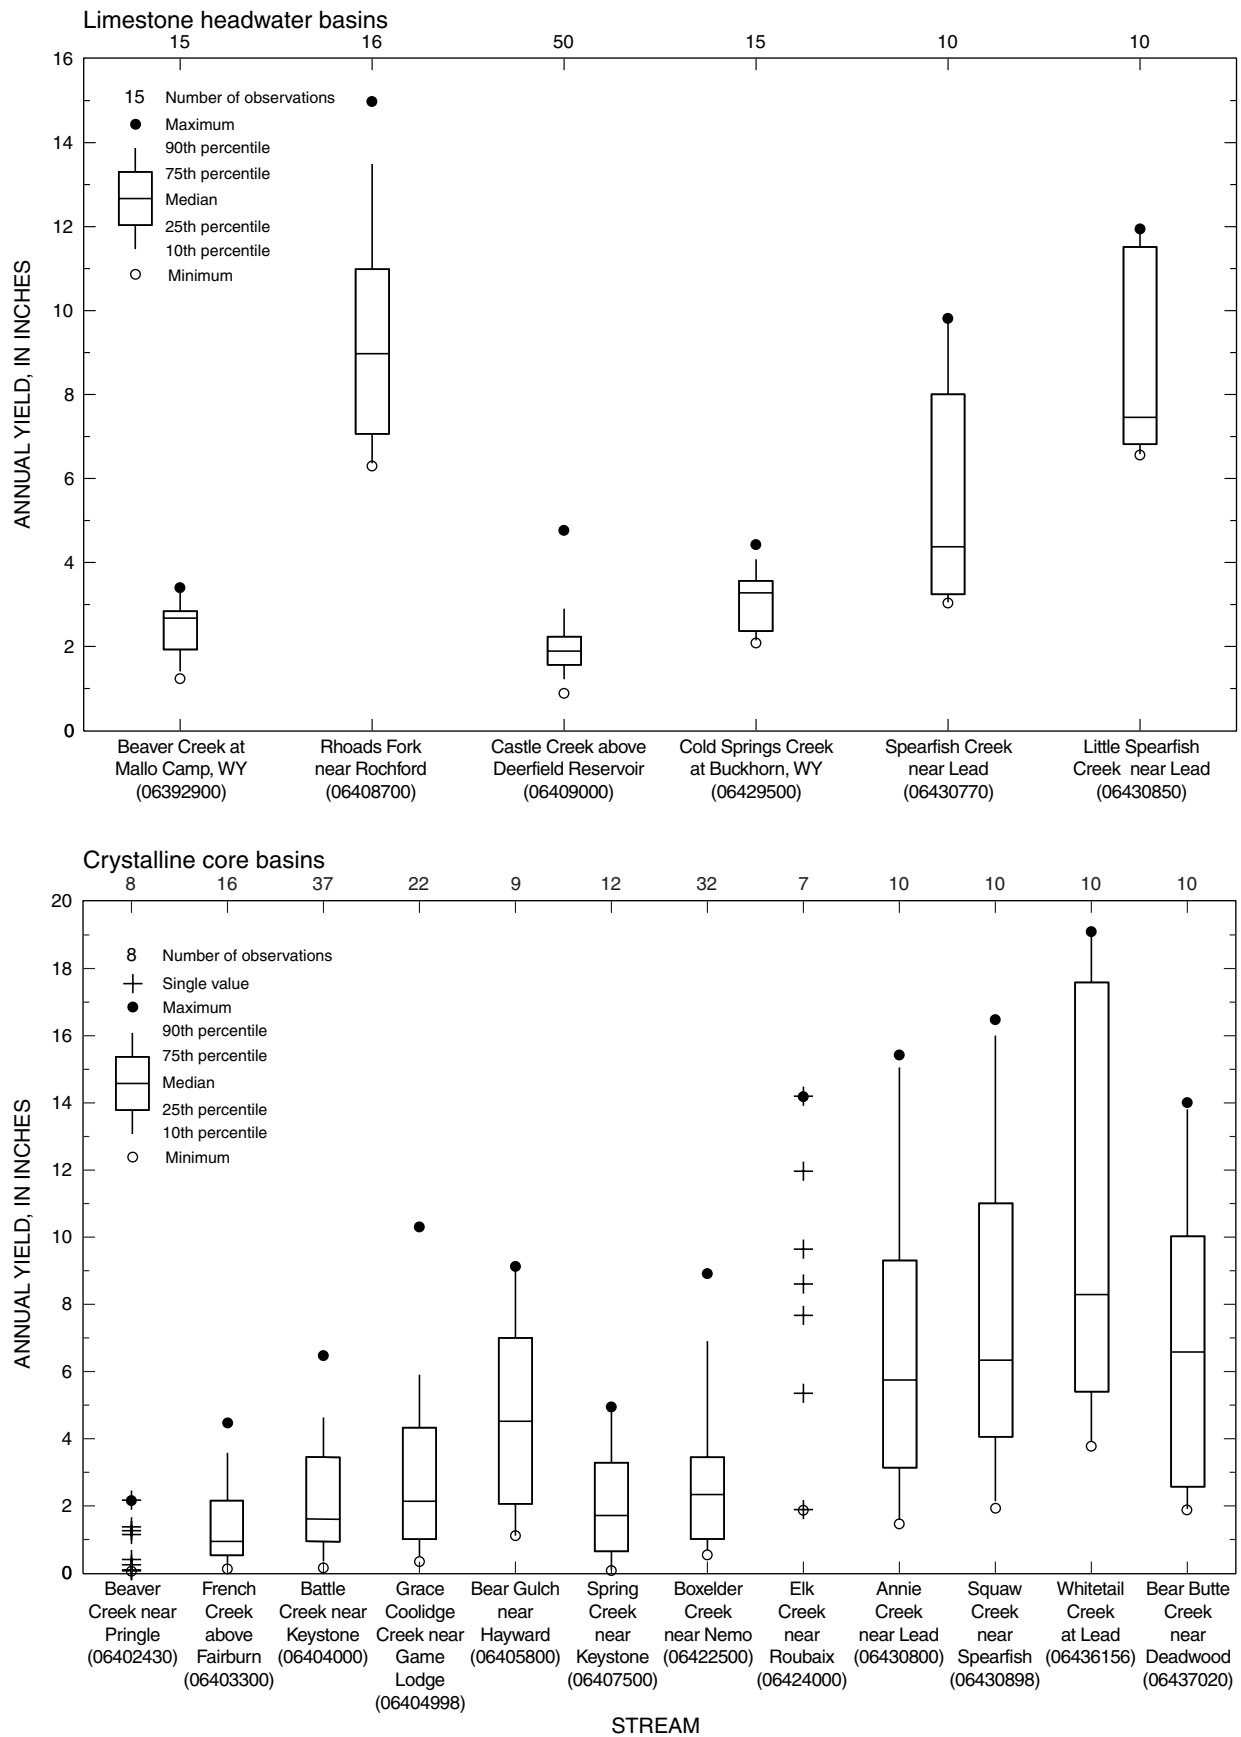 Limestone headwater basins
15 16 50 15 10 10
16
14
12
10
8
6
4
2
0
ANNUAL YIELD, IN INCHES
15 Number of observations
Maximum
90th percentile
75th percentile
Median
25th percentile
10th percentile
Minimum
Beaver Creek at
Mallo Camp, WY
(06392900)
Rhoads Fork
near Rochford
(06408700)
Castle Creek above
Deerfield Reservoir
(06409000)
Cold Springs Creek
at Buckhorn, WY
(06429500)
Spearfish Creek
near Lead
(06430770)
Little Spearfish
Creek near Lead
(06430850)
Crystalline core basins
8 16 37 22 9 12 32 7 10 10 10 10
20
18
16
14
12
10
8
6
4
2
0
ANNUAL YIELD, IN INCHES
8 Number of observations
Single value
Maximum
90th percentile
75th percentile
Median
25th percentile
10th percentile
Minimum
Beaver
Creek near
Pringle
(06402430)
French
Creek
above
Fairburn
(06403300)
Battle
Creek near
Keystone
(06404000)
Grace
Coolidge
Creek near
Game
Lodge
(06404998)
Bear Gulch
near
Hayward
(06405800)
Spring
Creek
near
Keystone
(06407500)
Boxelder
Creek
near Nemo
(06422500)
Elk
Creek
near
Roubaix
(06424000)
Annie
Creek
near Lead
(06430800)
Squaw
Creek
near
Spearfish
(06430898)
Whitetail
Creek
at Lead
(06436156)
Bear Butte
Creek
near
Deadwood
(06437020)
STREAM